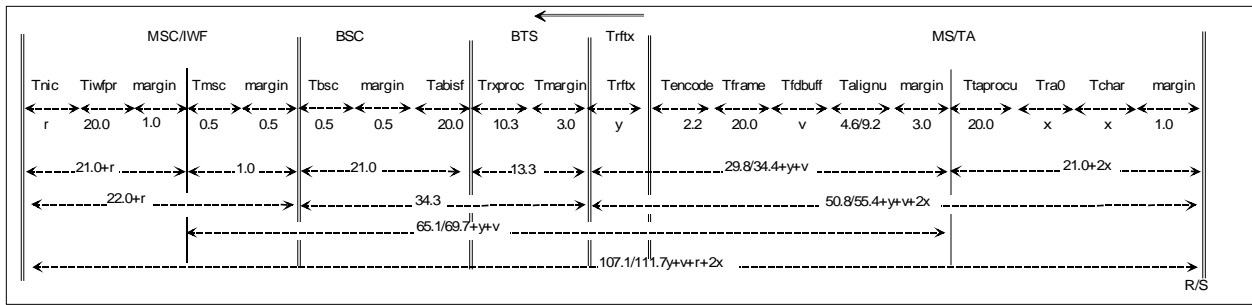 MSC/IWF BSC BTS Trftx MS/TA
Tnic Tiwfpr margin Tmsc margin Tbsc margin Tabisf Trxproc Tmargin Trftx Tencode Tframe Tfdbuff Talignu margin Ttaprocu Tra0 Tchar margin
r 20.0 1.0 0.5 0.5 0.5 0.5 20.0 10.3 3.0 y 2.2 20.0 v 4.6/9.2 3.0 20.0 x x 1.0
21.0+r 1.0 21.0 13.3 29.8/34.4+y+v 21.0+2x
22.0+r 34.3 50.8/55.4+y+v+2x
65.1/69.7+y+v
107.1/111.7y+v+r+2x
R/S